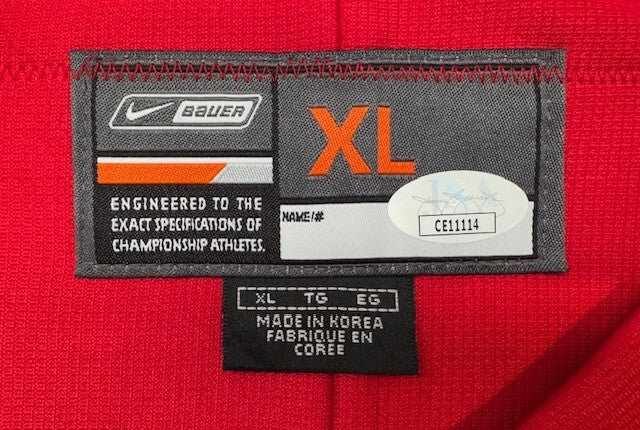 BAUER
XL
ENGINEERED TO THE
EXACT SPECIFICATIONS OF
CHAMPIONSHIP ATHLETES.
NAME/#
CE11114
XL TG EG
MADE IN KOREA
FABRIQUE EN
CORÉE